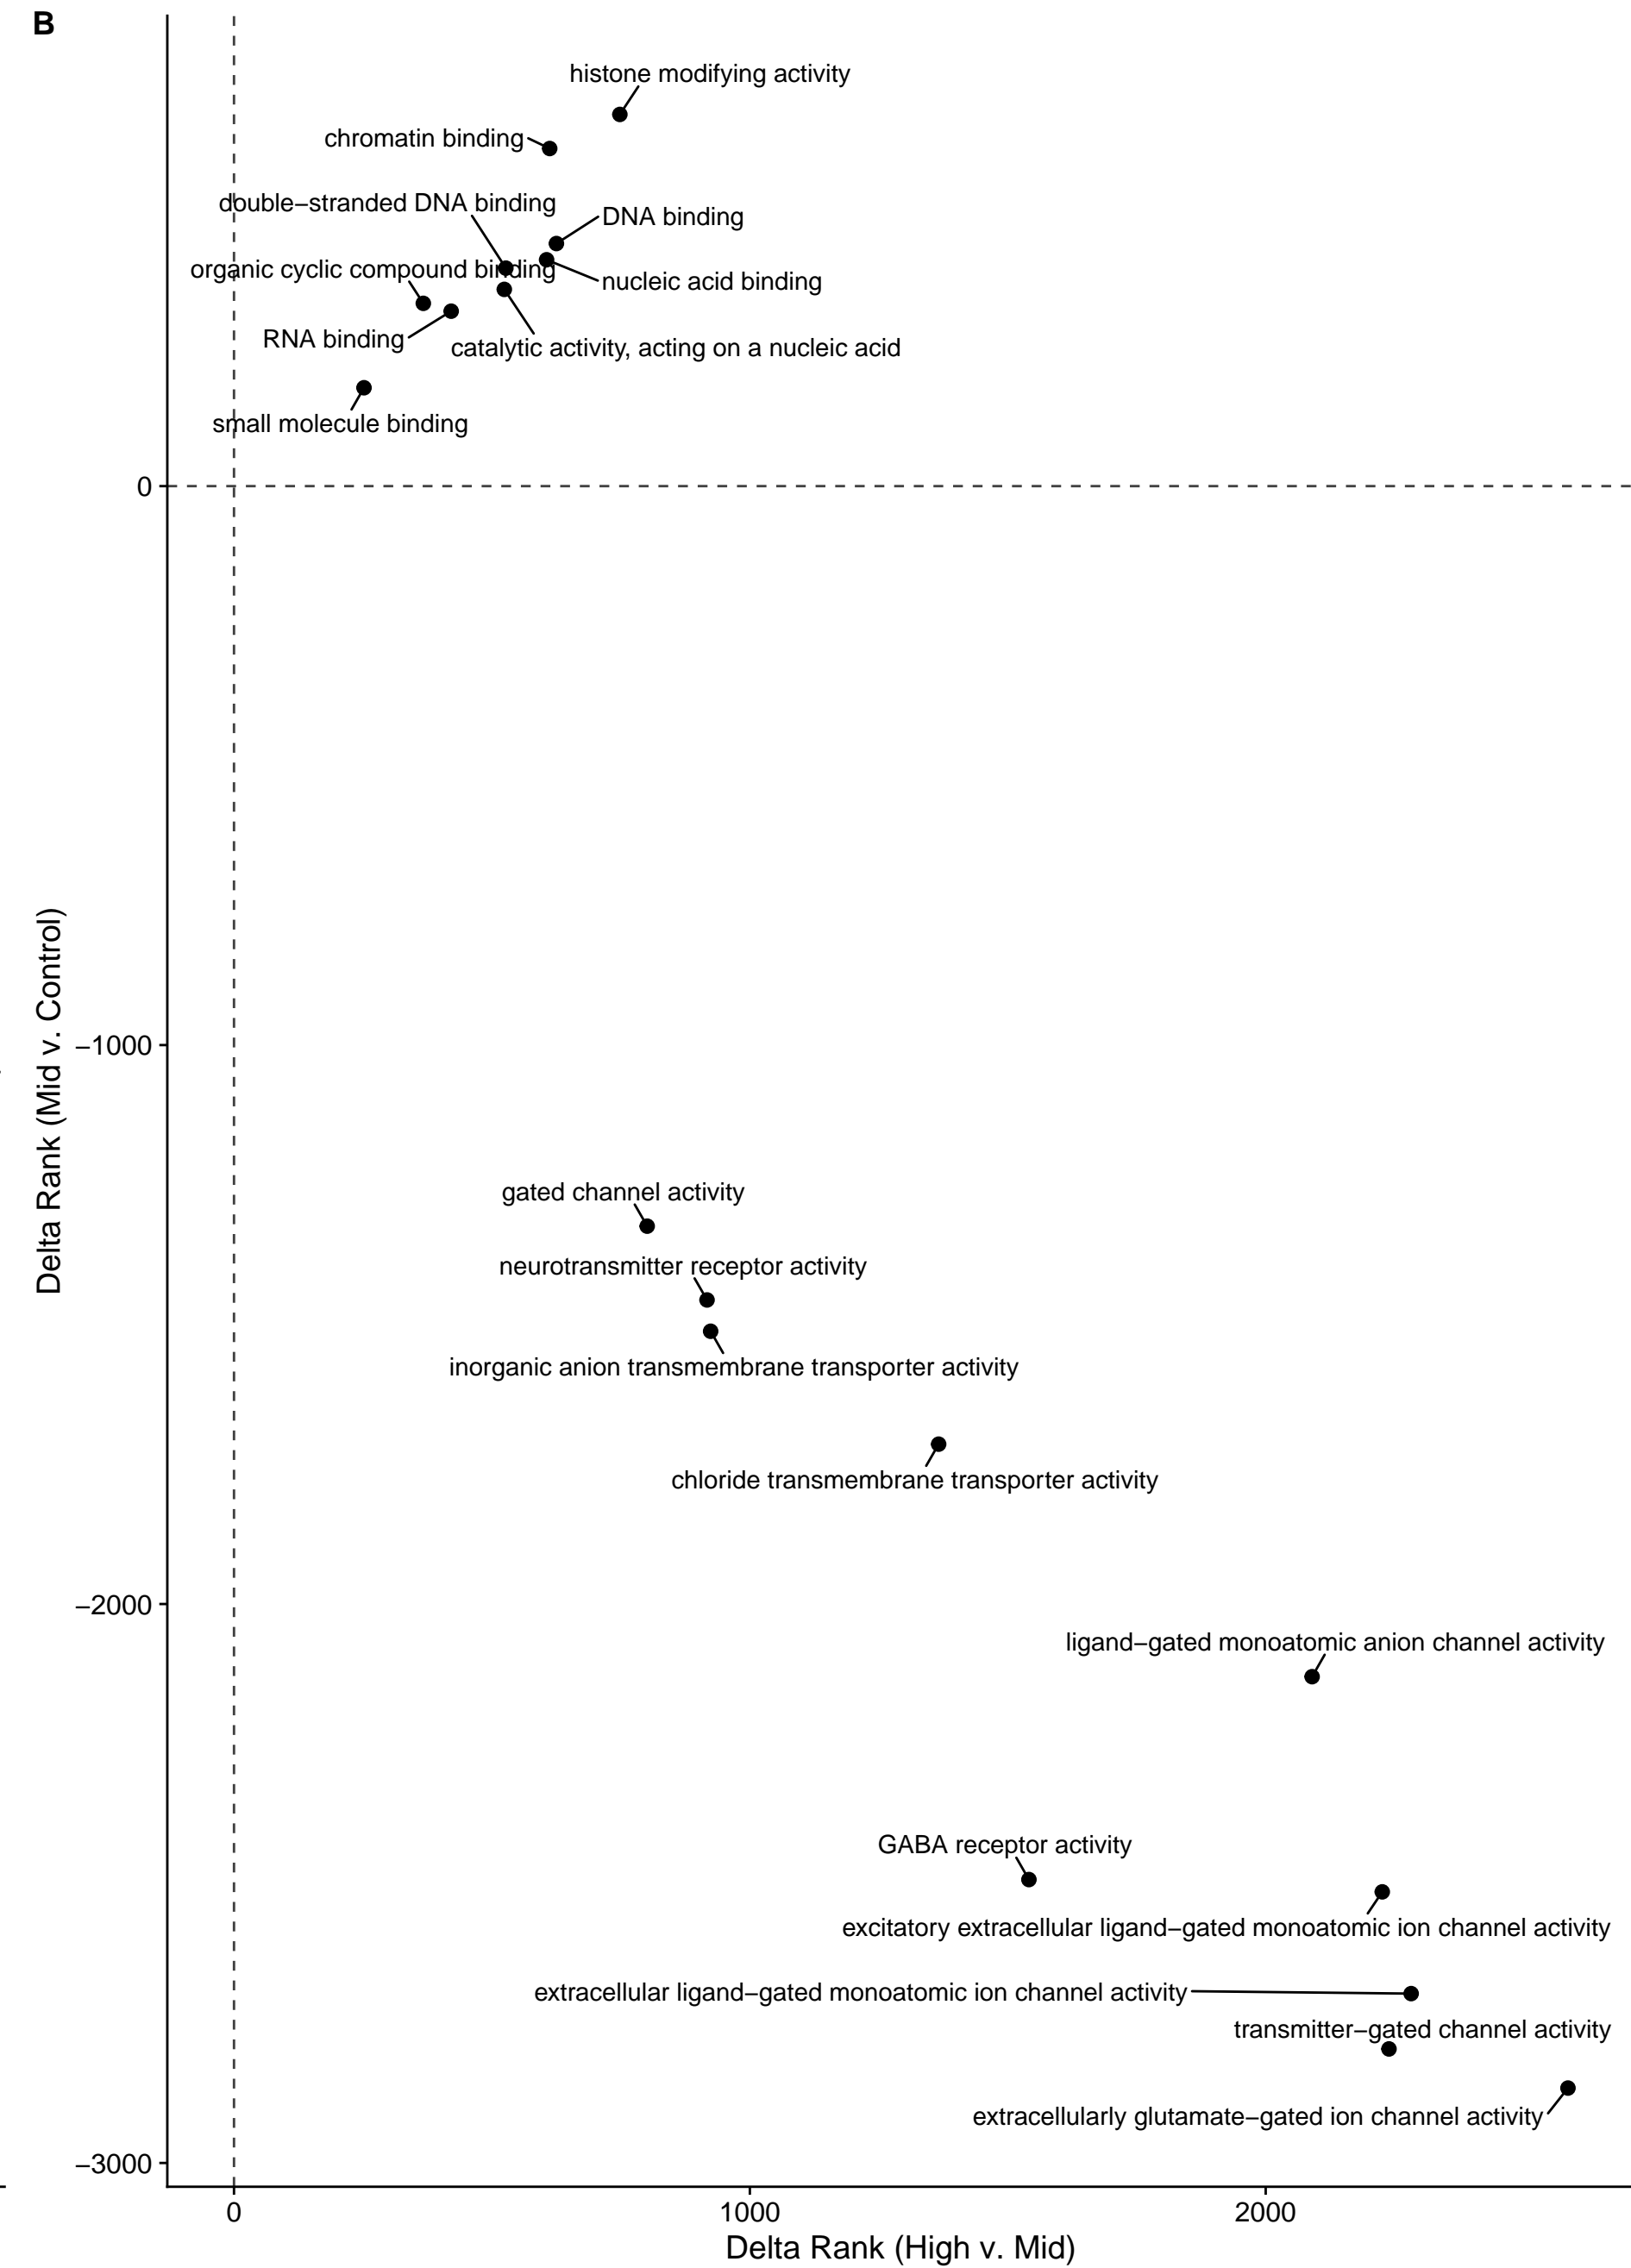 B
histone modifying activity
chromatin binding
double−stranded DNA binding
DNA binding
organic cyclic compound binding
nucleic acid binding
RNA binding
catalytic activity, acting on a nucleic acid
small molecule binding
0
−1000
Delta Rank (Mid v. Control)
gated channel activity
neurotransmitter receptor activity
inorganic anion transmembrane transporter activity
chloride transmembrane transporter activity
−2000
ligand−gated monoatomic anion channel activity
GABA receptor activity
excitatory extracellular ligand−gated monoatomic ion channel activity
extracellular ligand−gated monoatomic ion channel activity
transmitter−gated channel activity
extracellularly glutamate−gated ion channel activity
−3000
0 1000 2000
Delta Rank (High v. Mid)